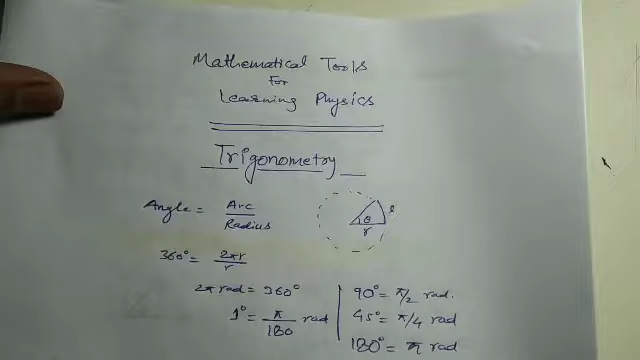 Mathematical Tools
For
Learning Physics
Trigonometry
Angle = Arc / Radius
θ
r
l
360° = 2πr / r
2π rad = 360°
1° = π / 180 rad
90° = π/2 rad.
45° = π/4 rad
180° = π rad